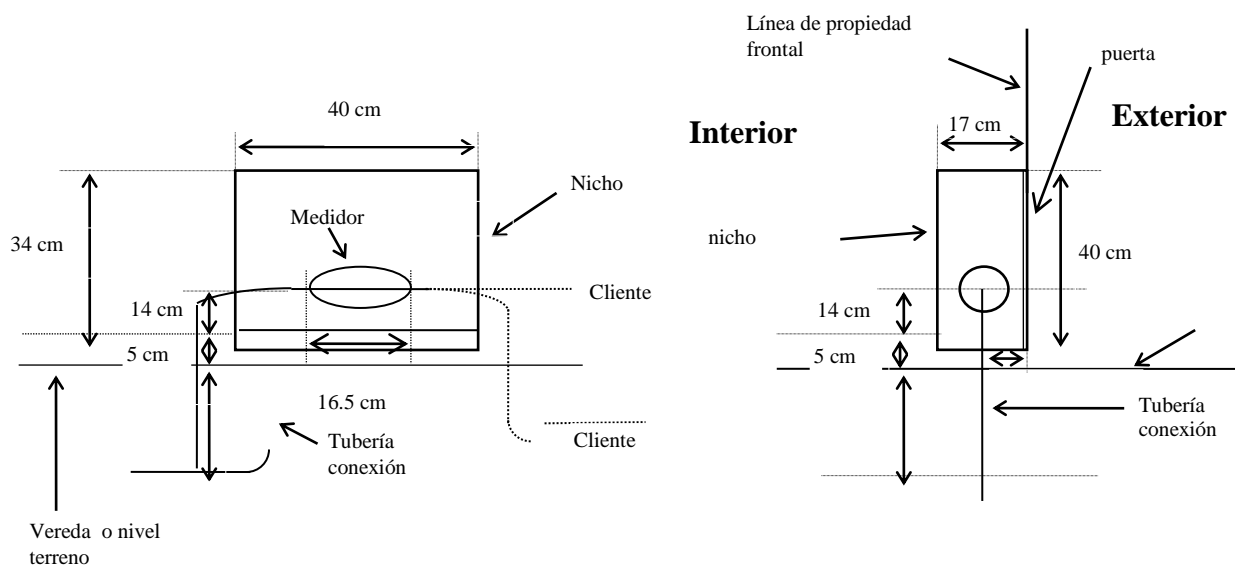 40 cm
Nicho
Medidor
34 cm
Cliente
14 cm
5 cm
16.5 cm
Cliente
Tubería
conexión
Vereda o nivel
terreno
Línea de propiedad
frontal
puerta
Interior
Exterior
17 cm
nicho
40 cm
14 cm
5 cm
Tubería
conexión